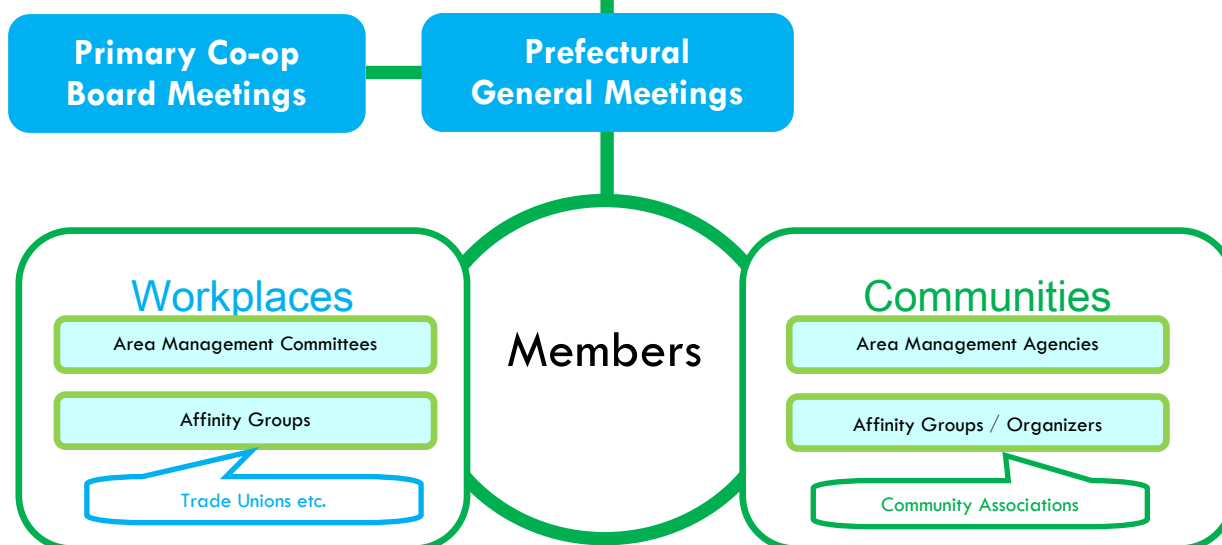 Primary Co-op
Board Meetings
Prefectural
General Meetings
Workplaces
Area Management Committees
Affinity Groups
Trade Unions etc.
Members
Communities
Area Management Agencies
Affinity Groups / Organizers
Community Associations